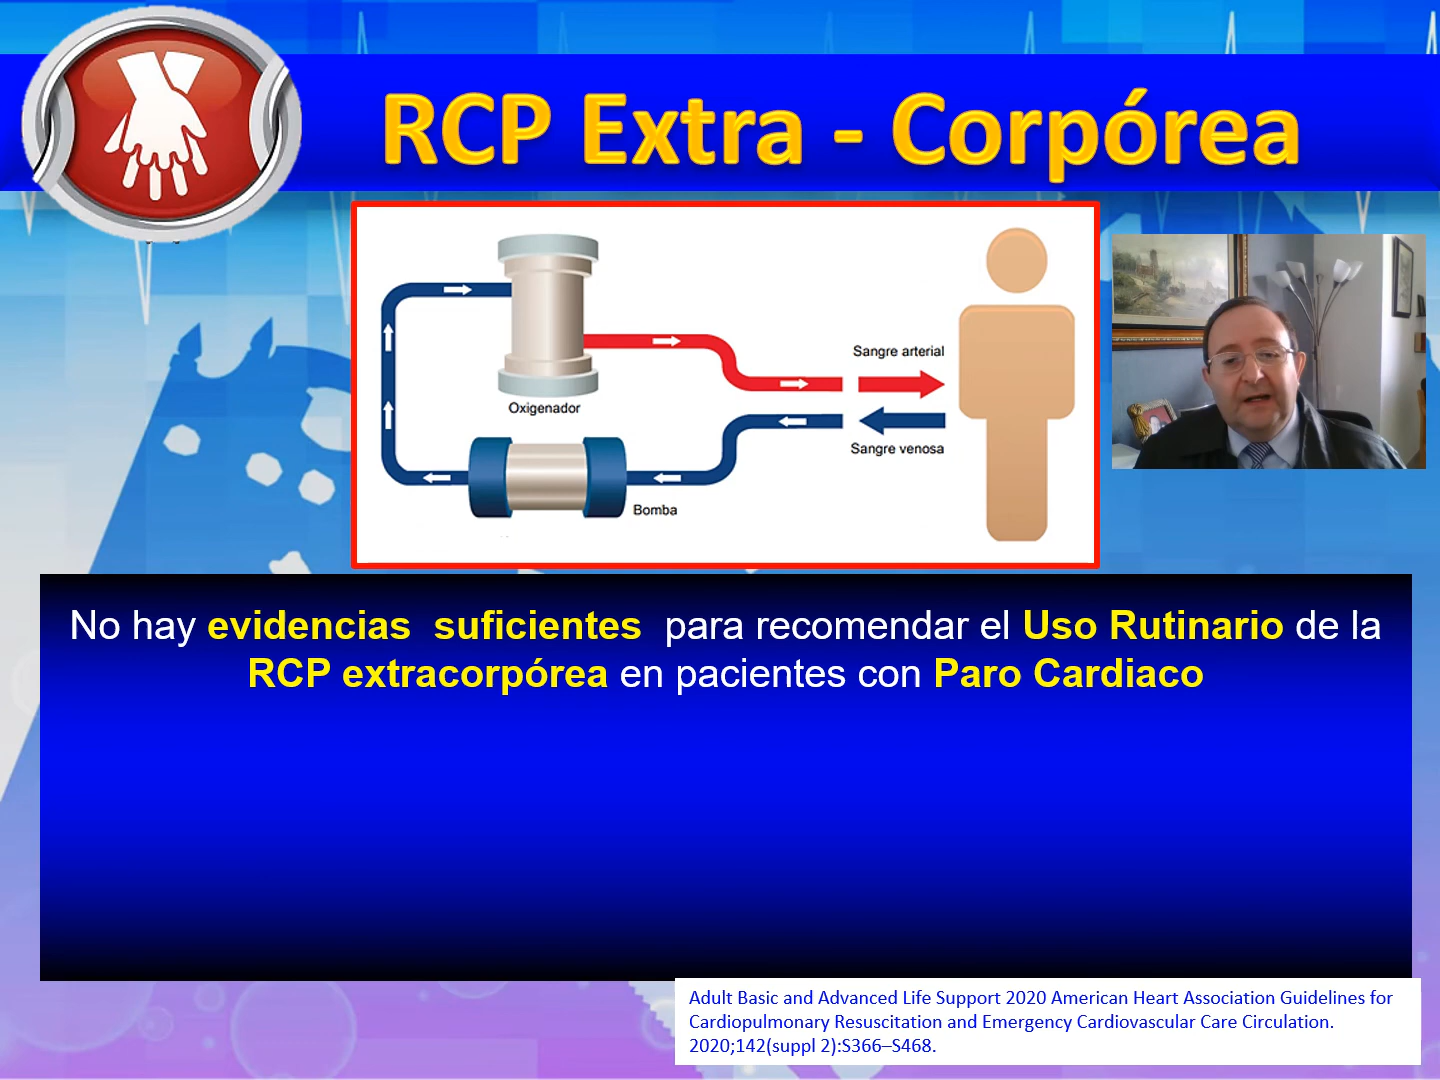 RCP Extra - Corpórea
Sangre arterial
Oxigenador
Sangre venosa
Bomba
No hay evidencias suficientes para recomendar el Uso Rutinario de la
RCP extracorpórea en pacientes con Paro Cardiaco
Adult Basic and Advanced Life Support 2020 American Heart Association Guidelines for
Cardiopulmonary Resuscitation and Emergency Cardiovascular Care Circulation.
2020;142(suppl 2):S366–S468.